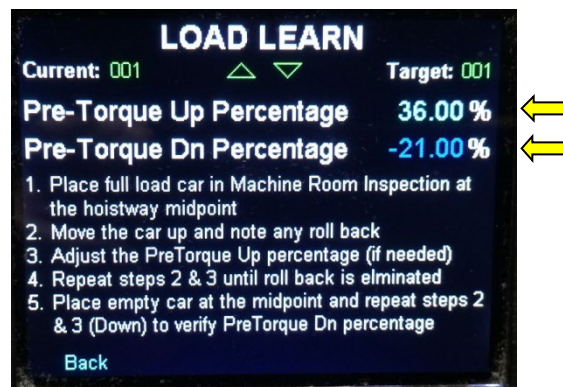 LOAD LEARN
Current: 001 Target: 001
Pre-Torque Up Percentage 36.00 %
Pre-Torque Dn Percentage -21.00 %
1. Place full load car in Machine Room Inspection at
the hoistway midpoint
2. Move the car up and note any roll back
3. Adjust the PreTorque Up percentage (if needed)
4. Repeat steps 2 & 3 until roll back is elminated
5. Place empty car at the midpoint and repeat steps 2
& 3 (Down) to verify PreTorque Dn percentage
Back